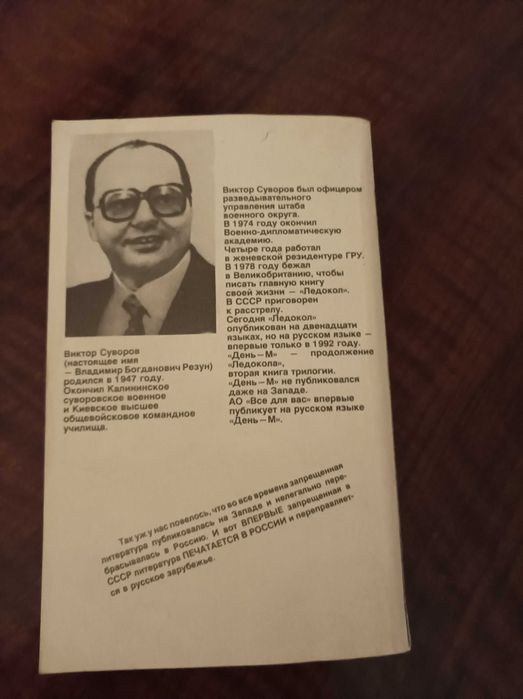 Виктор Суворов
(настоящее имя
— Владимир Богданович Резун)
родился в 1947 году.
Окончил Калининское
суворовское военное
и Киевское высшее
общевойсковое командное
училища.
Виктор Суворов был офицером
разведывательного
управления штаба
военного округа.
В 1974 году окончил
Военно-дипломатическую
академию.
Четыре года работал
в женевской резидентуре ГРУ.
В 1978 году бежал
в Великобританию, чтобы
писать главную книгу
своей жизни — «Ледокол».
В СССР приговорен
к расстрелу.
Сегодня «Ледокол»
опубликован на двенадцати
языках, но на русском языке —
впервые только в 1992 году.
«День—М» — продолжение
«Ледокола»,
вторая книга трилогии.
«День—М» не публиковался
даже на Западе.
АО «Все для вас» впервые
публикует на русском языке
«День—М».
Так уж у нас повелось, что во все времена запрещенная
литература публиковалась на Западе и нелегально пере-
брасывалась в Россию. И вот ВПЕРВЫЕ запрещенная в
СССР литература ПЕЧАТАЕТСЯ В РОССИИ и переправляет-
ся в русское зарубежье.